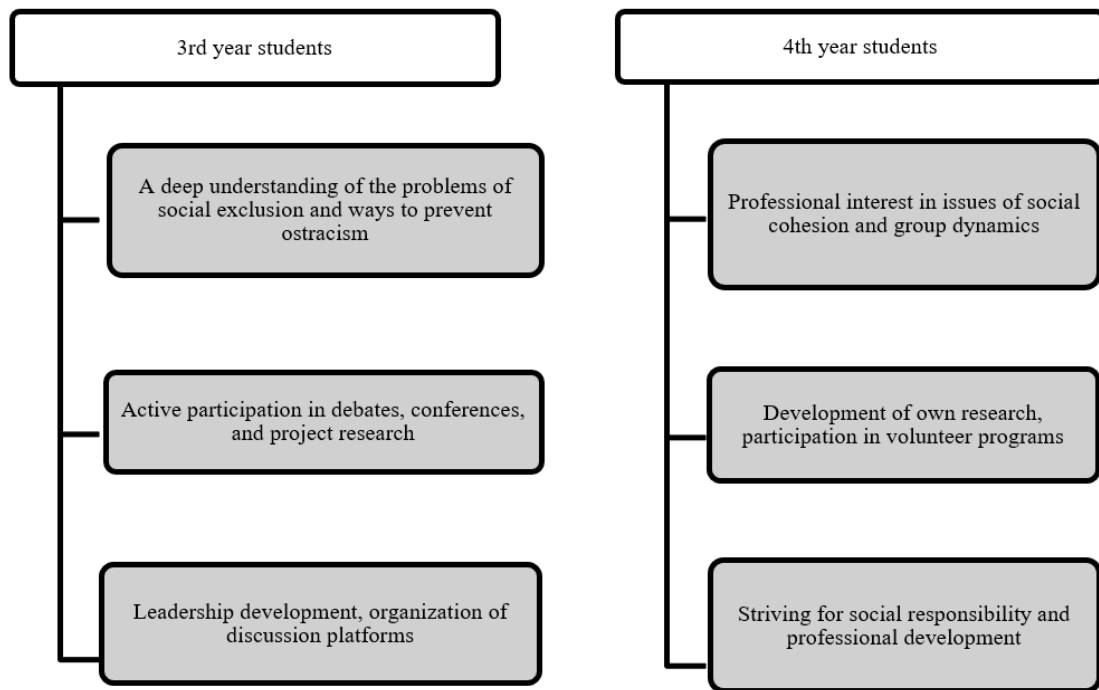 3rd year students
A deep understanding of the problems of
social exclusion and ways to prevent
ostracism
Active participation in debates, conferences,
and project research
Leadership development, organization of
discussion platforms
4th year students
Professional interest in issues of social
cohesion and group dynamics
Development of own research,
participation in volunteer programs
Striving for social responsibility and
professional development